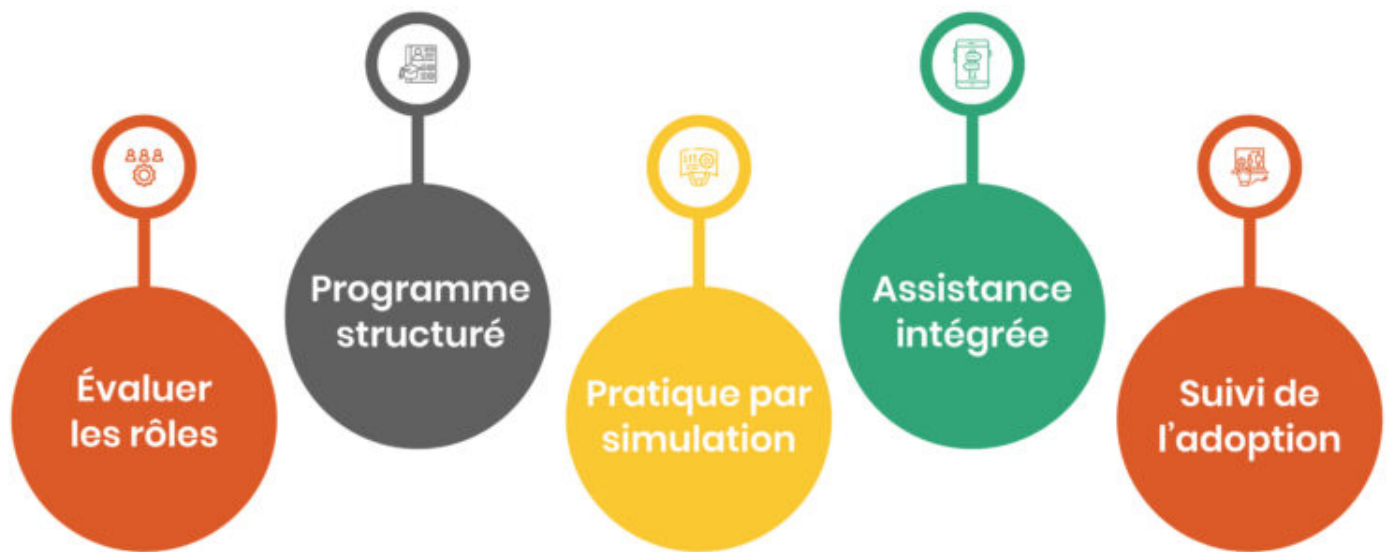 Évaluer
les rôles
Programme
structuré
Pratique par
simulation
Assistance
intégrée
Suivi de
l'adoption